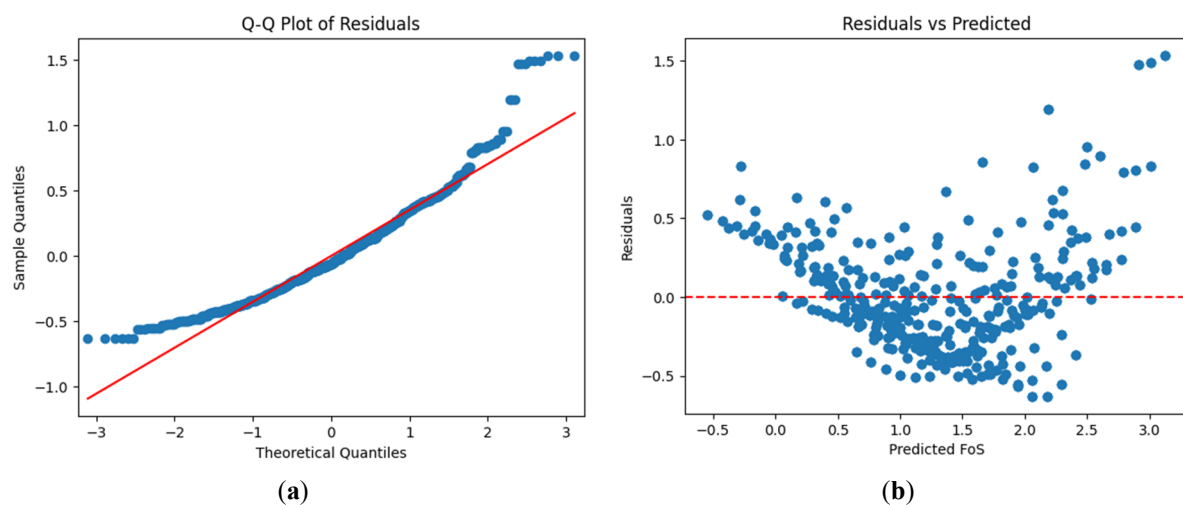 Q-Q Plot of Residuals
Sample Quantiles
1.5
1.0
0.5
0.0
−0.5
−1.0
−3 −2 −1 0 1 2 3
Theoretical Quantiles
(a)
Residuals vs Predicted
Residuals
1.5
1.0
0.5
0.0
−0.5
−0.5 0.0 0.5 1.0 1.5 2.0 2.5 3.0
Predicted FoS
(b)